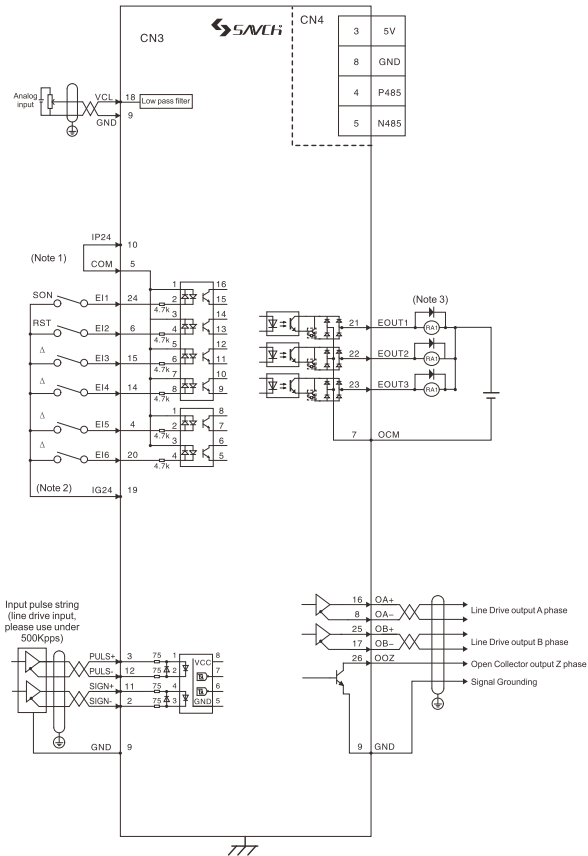 CN3
SAVCH
CN4
3 5V
8 GND
4 P485
5 N485
Analog input
VCL 18 Low pass filter
9
GND
IP24
10
(Note 1)
COM 5
SON EI1 24 4.7k 1 2 16 15
RST EI2 6 4.7k 3 4 14 13
Δ EI3 15 4.7k 5 6 12 11
Δ EI4 14 4.7k 7 8 10 9
Δ EI5 4 4.7k 1 2 8 7
Δ EI6 20 4.7k 3 4 6 5
(Note 2) IG24 19
(Note 3)
21 EOUT1 RA1
22 EOUT2 RA1
23 EOUT3 RA1
7 OCM
Input pulse string
(line drive input,
please use under
500Kpps)
PULS+ 3 75 1 VCC 8
PULS- 12 2 7
SIGN+ 11 75 4 6
SIGN- 2 75 3 GND 5
GND 9
16 OA+
8 OA−
Line Drive output A phase
25 OB+
17 OB−
Line Drive output B phase
26 OOZ
Open Collector output Z phase
Signal Grounding
9 GND